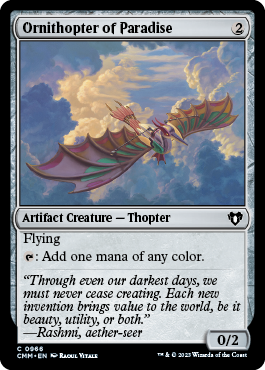 Ornithopter of Paradise 2
Artifact Creature — Thopter
Flying
: Add one mana of any color.
“Through even our darkest days, we
must never cease creating. Each new
invention brings value to the world, be it
beauty, utility, or both.”
—Rashmi, aether-seer
0/2
C 0966
CMM • EN Raoul Vitale
™ & © 2023 Wizards of the Coast